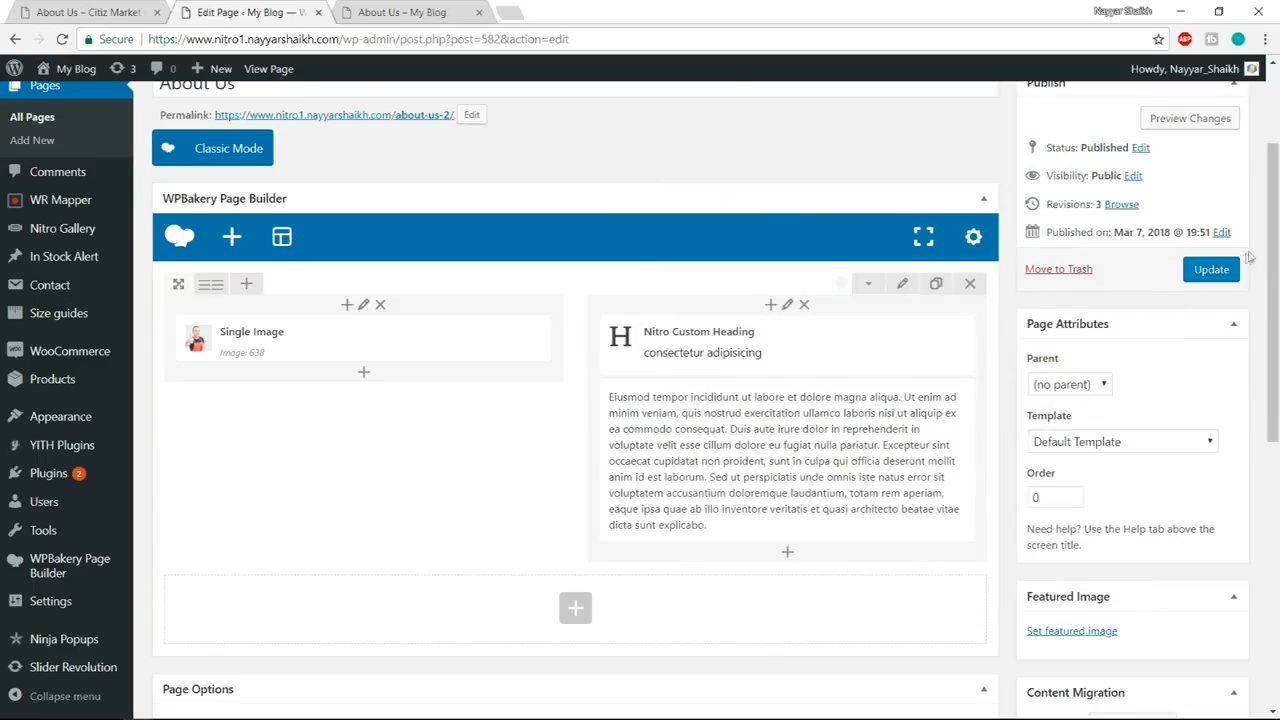 About Us – Citiz Market
Edit Page ‹ My Blog — W
About Us – My Blog
Nayyar Shaikh
Secure
https://www.nitro1.nayyarshaikh.com/wp-admin/post.php?post=582&action=edit
ABP
My Blog
3
0
New
View Page
Howdy, Nayyar_Shaikh
Pages
All Pages
Add New
Comments
WR Mapper
Nitro Gallery
In Stock Alert
Contact
Size guides
WooCommerce
Products
Appearance
YITH Plugins
Plugins 2
Users
Tools
WPBakery Page
Builder
Settings
Ninja Popups
Slider Revolution
Collapse menu
About Us
Permalink: https://www.nitro1.nayyarshaikh.com/about-us-2/ Edit
Classic Mode
WPBakery Page Builder
Single Image
Image: 638
H
Nitro Custom Heading
consectetur adipisicing
Eiusmod tempor incididunt ut labore et dolore magna aliqua. Ut enim ad
minim veniam, quis nostrud exercitation ullamco laboris nisi ut aliquip ex
ea commodo consequat. Duis aute irure dolor in reprehenderit in
voluptate velit esse cillum dolore eu fugiat nulla pariatur. Excepteur sint
occaecat cupidatat non proident, sunt in culpa qui officia deserunt mollit
anim id est laborum. Sed ut perspiciatis unde omnis iste natus error sit
voluptatem accusantium doloremque laudantium, totam rem aperiam,
eaque ipsa quae ab illo inventore veritatis et quasi architecto beatae vitae
dicta sunt explicabo.
Page Options
Publish
Preview Changes
Status: Published Edit
Visibility: Public Edit
Revisions: 3 Browse
Published on: Mar 7, 2018 @ 19:51 Edit
Move to Trash
Update
Page Attributes
Parent
(no parent)
Template
Default Template
Order
0
Need help? Use the Help tab above the
screen title.
Featured Image
Set featured image
Content Migration